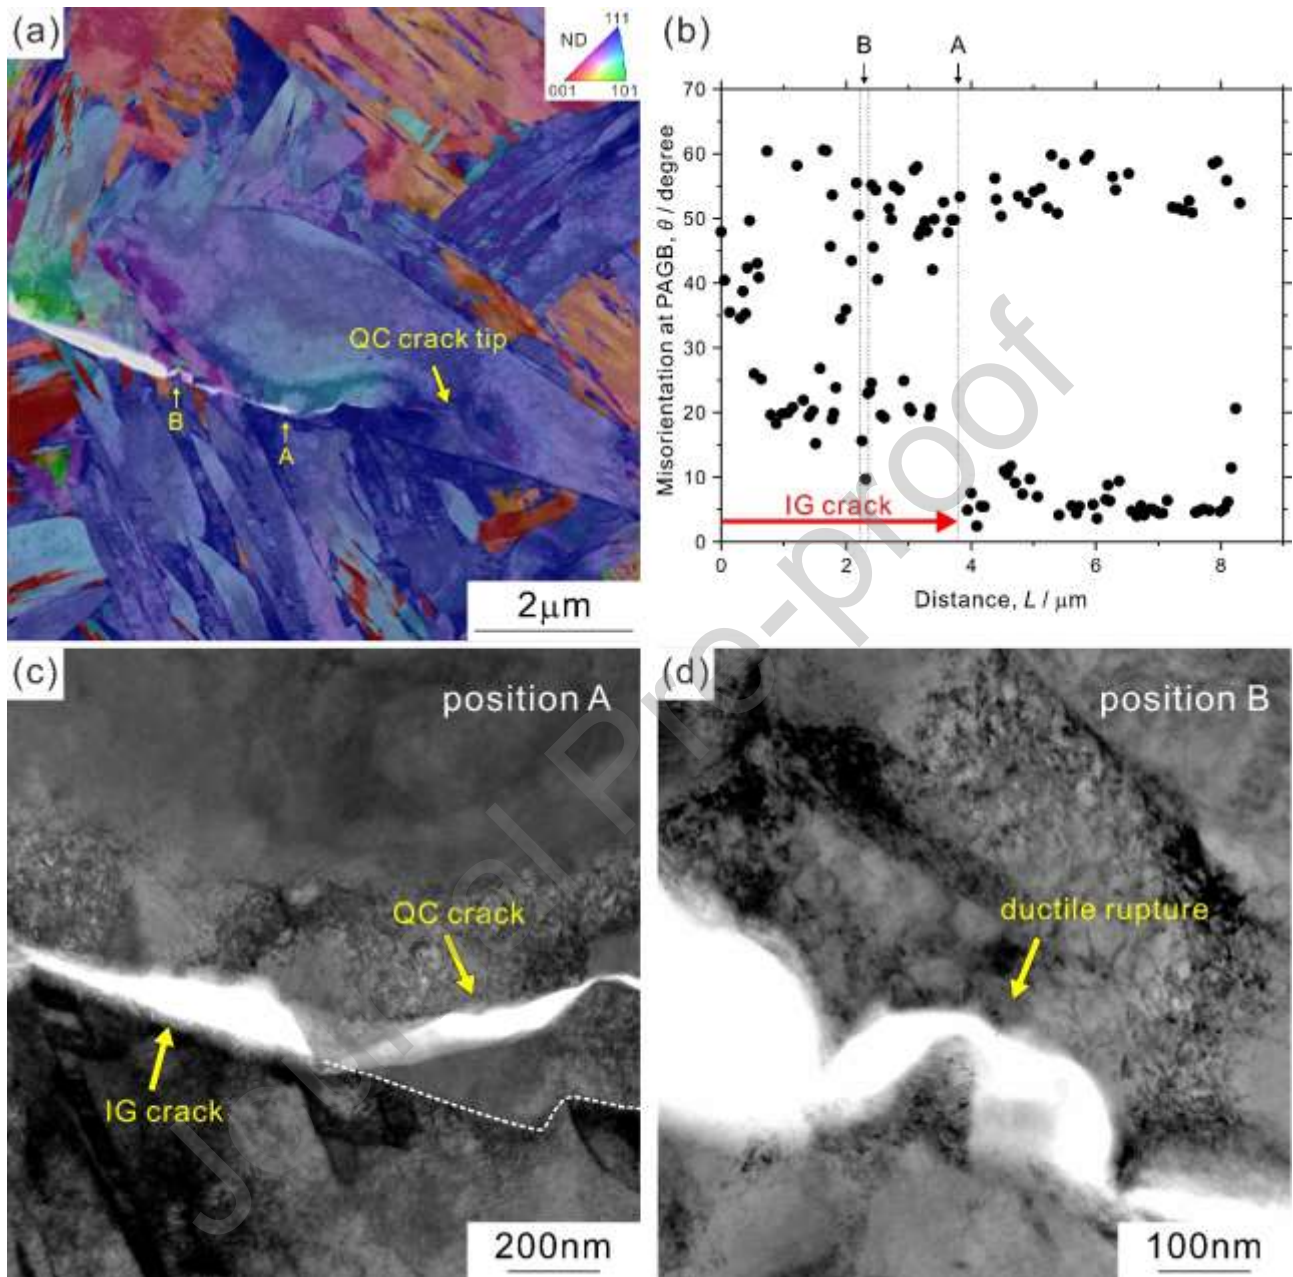 (a)
ND
111
001
101
QC crack tip
B
A
2μm
(b)
B
A
Misorientation at PAGB, θ / degree
70
60
50
40
30
20
10
0
IG crack
0
2
4
6
8
Distance, L / μm
(c)
position A
QC crack
IG crack
200nm
(d)
position B
ductile rupture
100nm
Journal Pre-proof